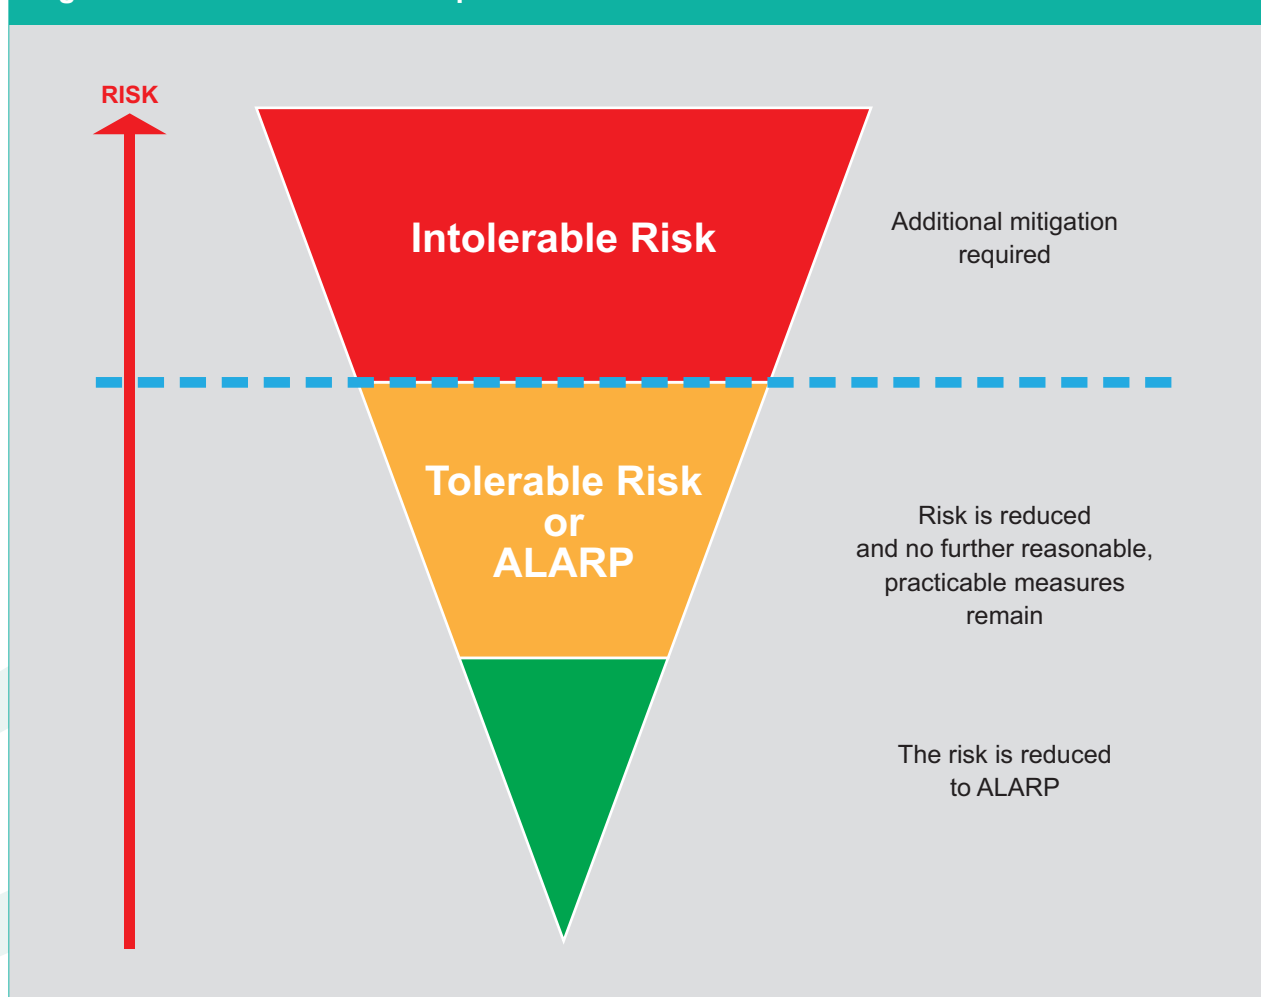 RISK
Intolerable Risk
Additional mitigation
required
Tolerable Risk
or
ALARP
Risk is reduced
and no further reasonable,
practicable measures
remain
The risk is reduced
to ALARP